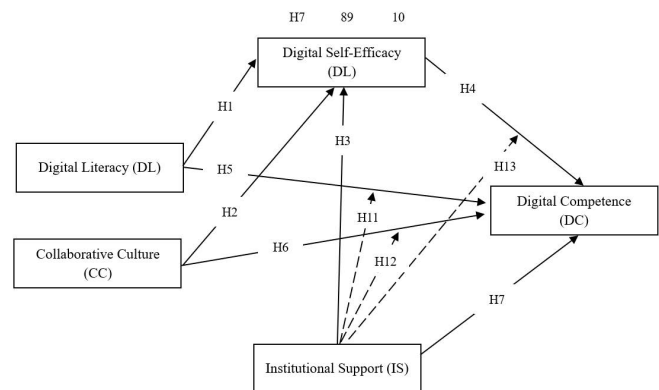 H7 89 10
Digital Self-Efficacy
(DL)
H4
H1
H3
H13
Digital Literacy (DL)
H5
Digital Competence
(DC)
H2
H11
Collaborative Culture
(CC)
H6
H12
H7
Institutional Support (IS)